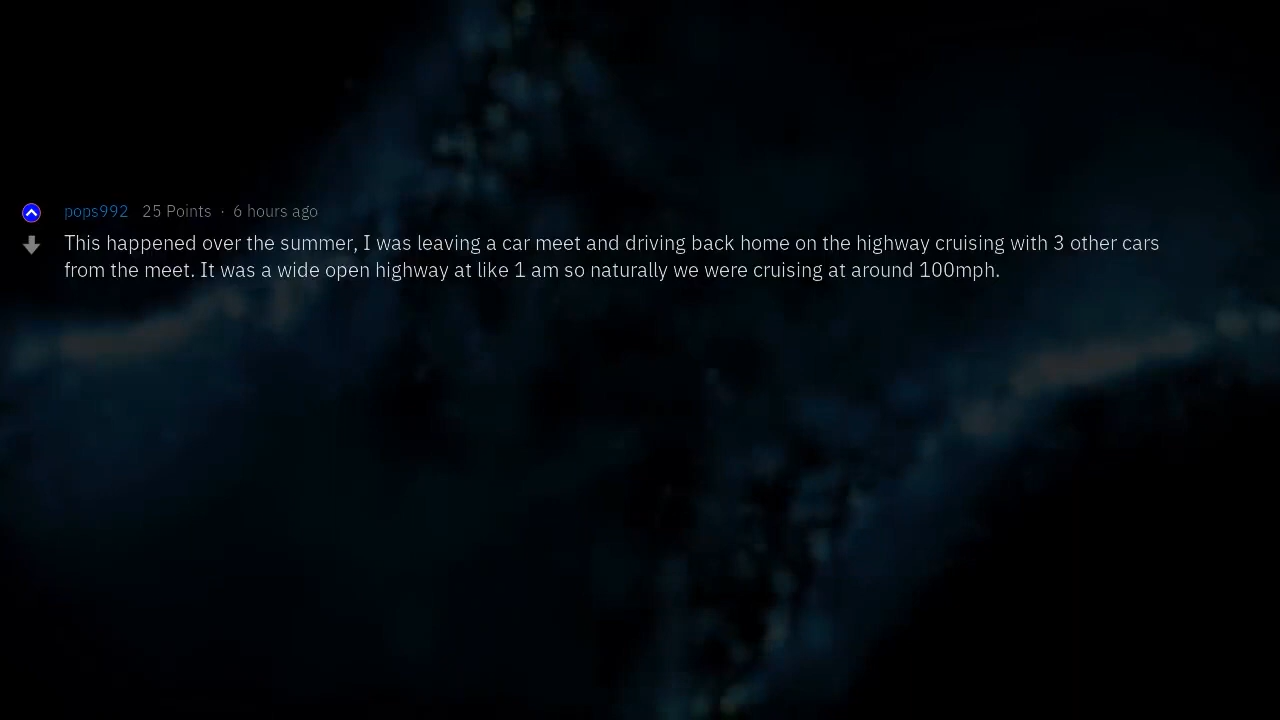 pops992 25 Points · 6 hours ago
This happened over the summer, I was leaving a car meet and driving back home on the highway cruising with 3 other cars
from the meet. It was a wide open highway at like 1 am so naturally we were cruising at around 100mph.